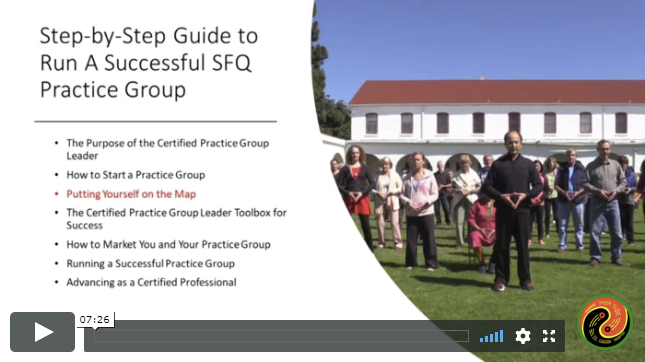 Step-by-Step Guide to
Run A Successful SFQ
Practice Group
• The Purpose of the Certified Practice Group
Leader
• How to Start a Practice Group
• Putting Yourself on the Map
• The Certified Practice Group Leader Toolbox for
Success
• How to Market You and Your Practice Group
• Running a Successful Practice Group
• Advancing as a Certified Professional
07:26